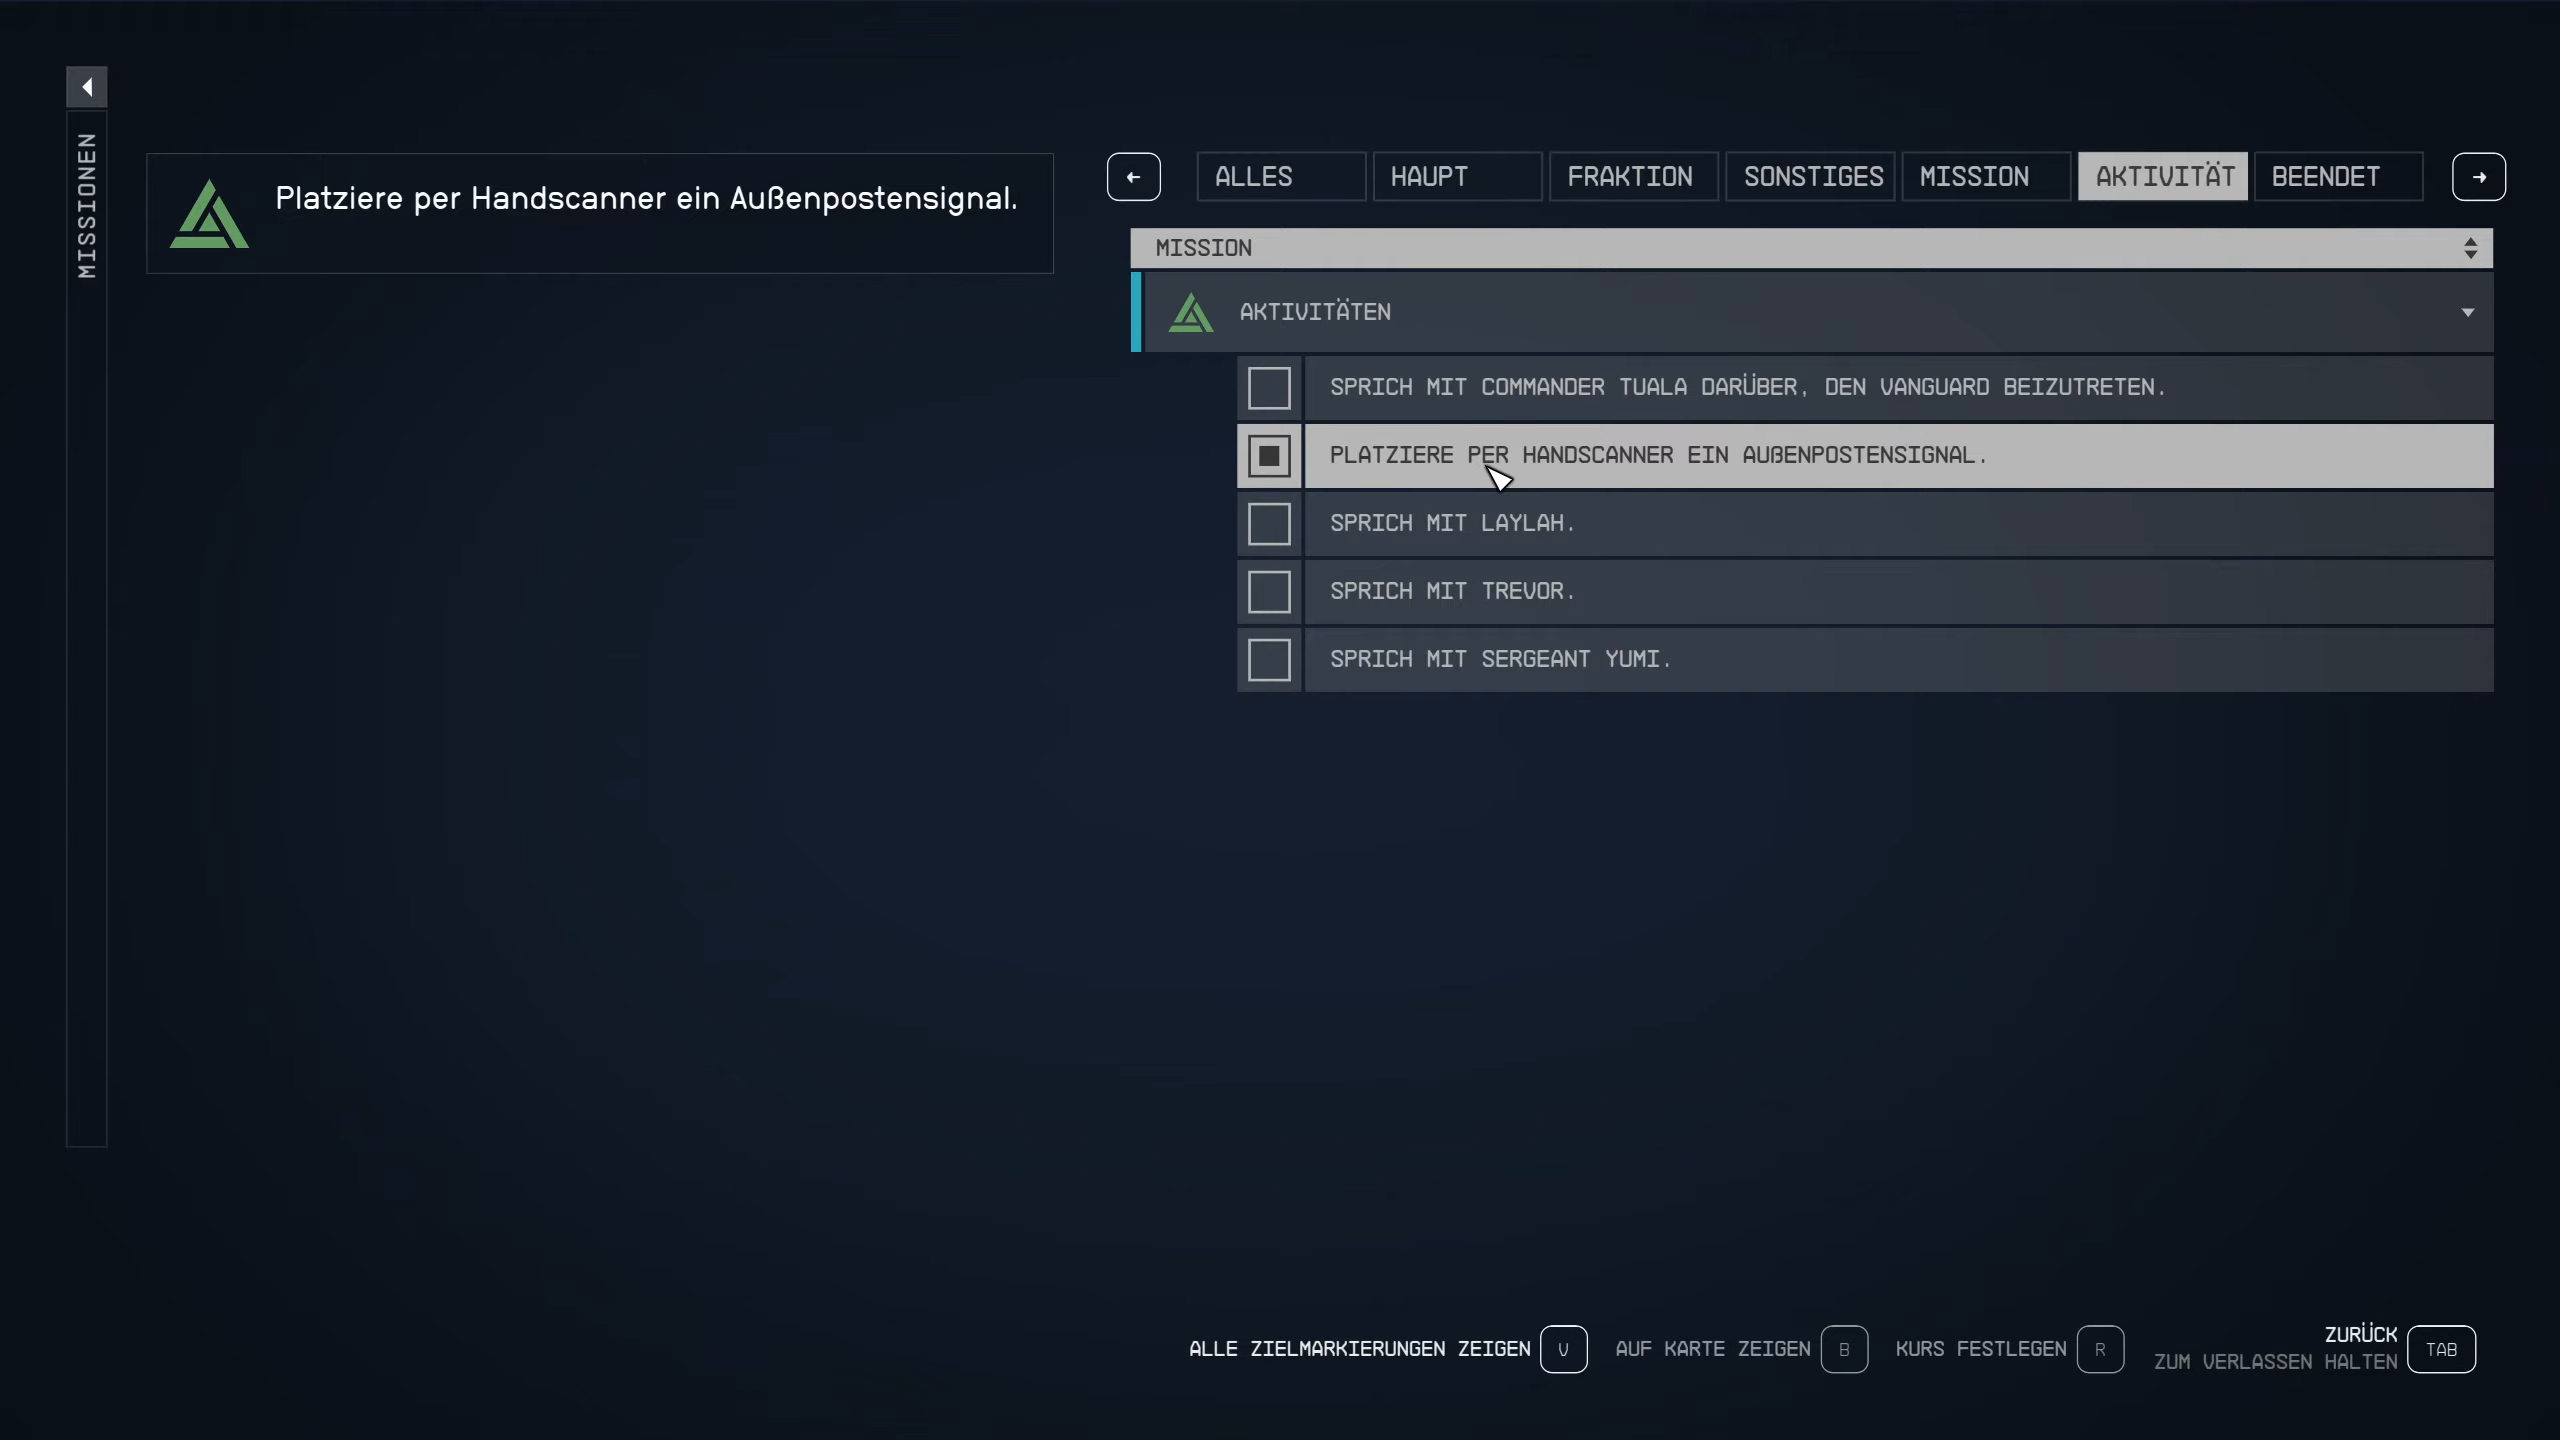 MISSIONEN
Platziere per Handscanner ein Außenpostensignal.
ALLES HAUPT FRAKTION SONSTIGES MISSION AKTIVITÄT BEENDET
MISSION
AKTIVITÄTEN
SPRICH MIT COMMANDER TUALA DARÜBER, DEN VANGUARD BEIZUTRETEN.
PLATZIERE PER HANDSCANNER EIN AUßENPOSTENSIGNAL.
SPRICH MIT LAYLAH.
SPRICH MIT TREVOR.
SPRICH MIT SERGEANT YUMI.
ALLE ZIELMARKIERUNGEN ZEIGEN V AUF KARTE ZEIGEN B KURS FESTLEGEN R ZURÜCK TAB
ZUM VERLASSEN HALTEN